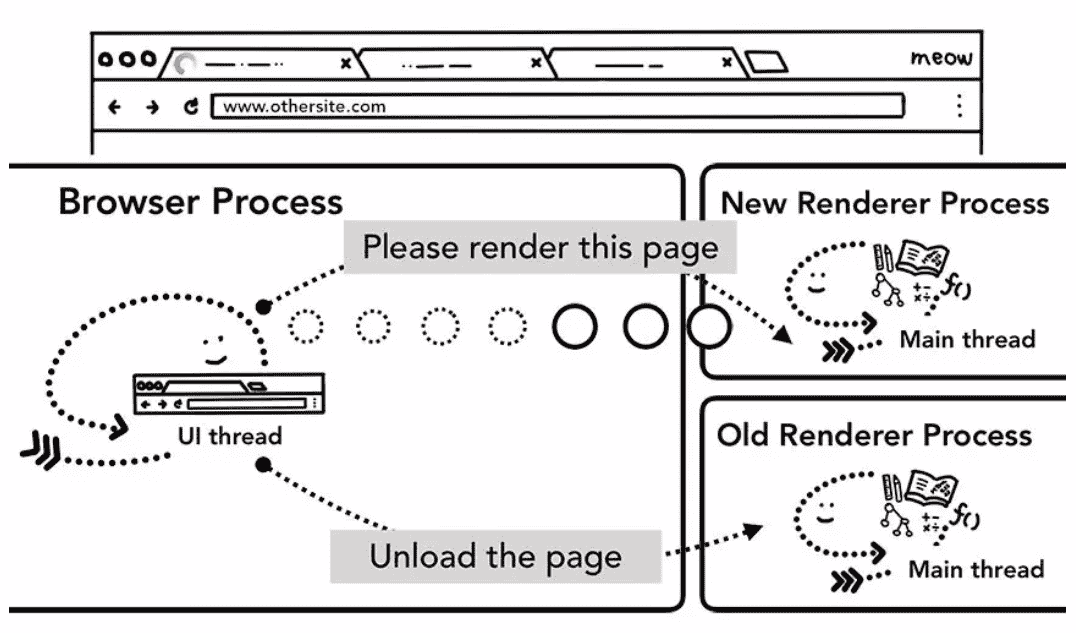 meow
www.othersite.com
Browser Process
Please render this page
UI thread
Unload the page
New Renderer Process
f()
Main thread
Old Renderer Process
f()
Main thread